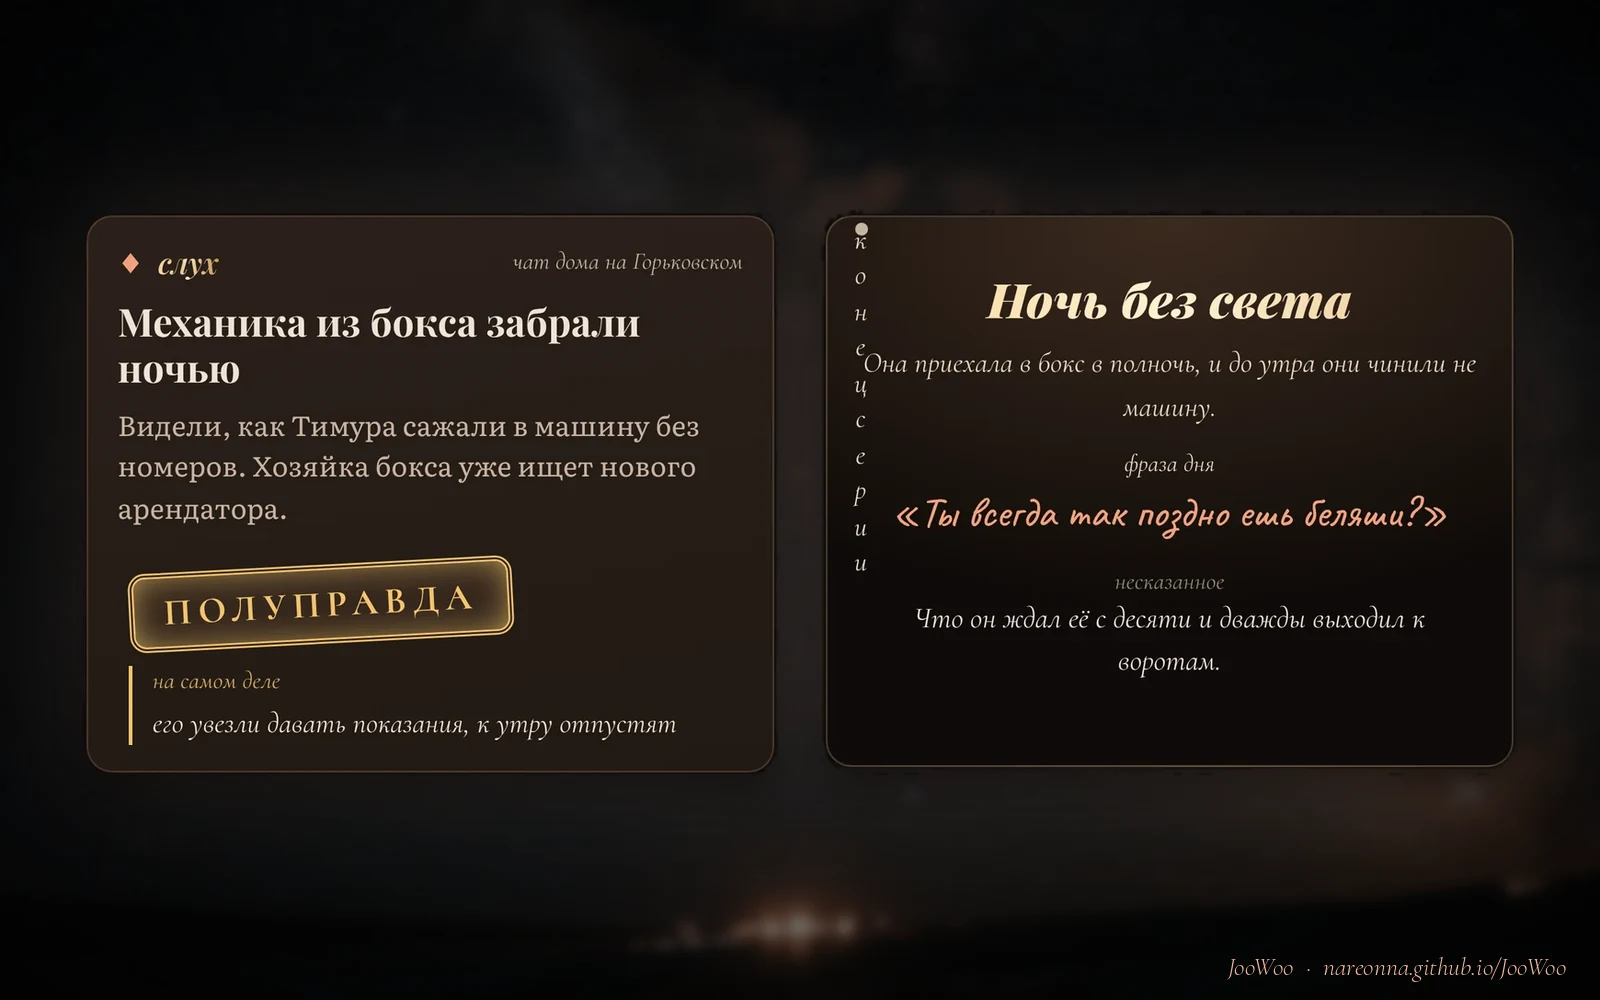 слух
чат дома на Горьковском
Механика из бокса забрали
ночью
Видели, как Тимура сажали в машину без
номеров. Хозяйка бокса уже ищет нового
арендатора.
ПОЛУПРАВДА
на самом деле
его увезли давать показания, к утру отпустят
конец серии
Ночь без света
Она приехала в бокс в полночь, и до утра они чинили не
машину.
фраза дня
«Ты всегда так поздно ешь беляши?»
несказанное
Что он ждал её с десяти и дважды выходил к
воротам.
JooWoo · nareonna.github.io/JooWoo